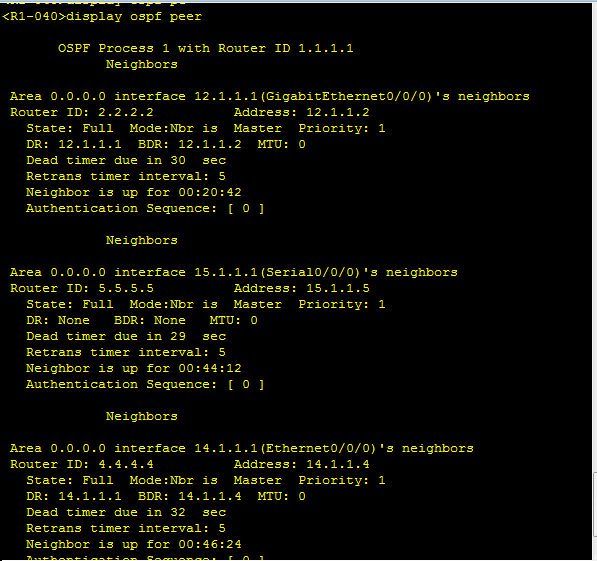 <R1-040>display ospf peer
OSPF Process 1 with Router ID 1.1.1.1
Neighbors
Area 0.0.0.0 interface 12.1.1.1(GigabitEthernet0/0/0)'s neighbors
Router ID: 2.2.2.2 Address: 12.1.1.2
State: Full Mode:Nbr is Master Priority: 1
DR: 12.1.1.1 BDR: 12.1.1.2 MTU: 0
Dead timer due in 30 sec
Retrans timer interval: 5
Neighbor is up for 00:20:42
Authentication Sequence: [ 0 ]
Neighbors
Area 0.0.0.0 interface 15.1.1.1(Serial0/0/0)'s neighbors
Router ID: 5.5.5.5 Address: 15.1.1.5
State: Full Mode:Nbr is Master Priority: 1
DR: None BDR: None MTU: 0
Dead timer due in 29 sec
Retrans timer interval: 5
Neighbor is up for 00:44:12
Authentication Sequence: [ 0 ]
Neighbors
Area 0.0.0.0 interface 14.1.1.1(Ethernet0/0/0)'s neighbors
Router ID: 4.4.4.4 Address: 14.1.1.4
State: Full Mode:Nbr is Master Priority: 1
DR: 14.1.1.1 BDR: 14.1.1.4 MTU: 0
Dead timer due in 32 sec
Retrans timer interval: 5
Neighbor is up for 00:46:24
Authentication Sequence: [ 0 ]